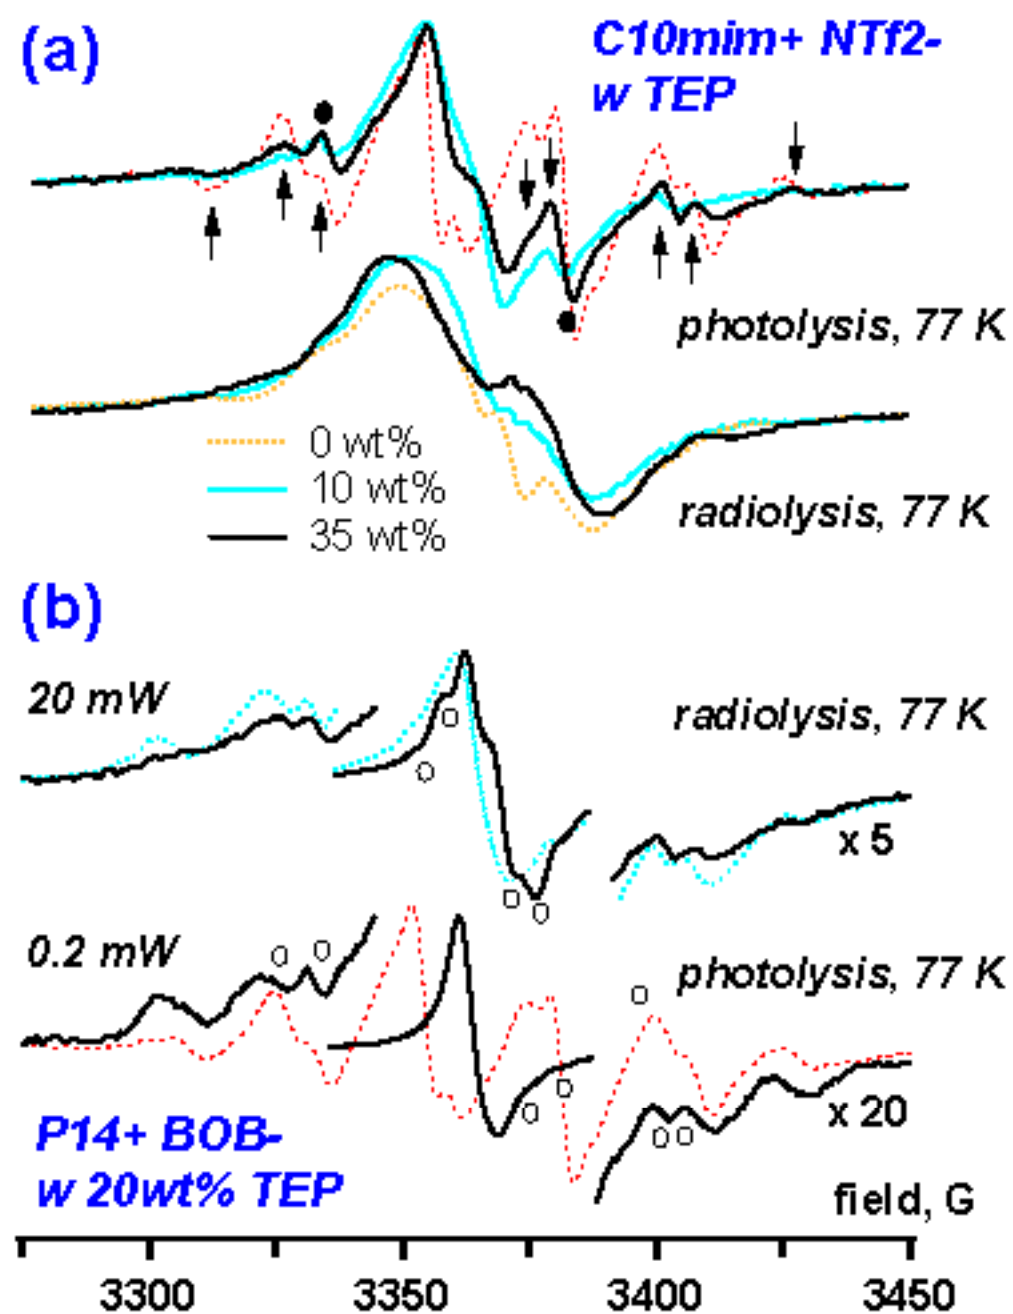 (a)
C10mim+ NTf2-
w TEP
photolysis, 77 K
0 wt%
10 wt%
35 wt%
radiolysis, 77 K
(b)
20 mW
radiolysis, 77 K
x 5
0.2 mW
photolysis, 77 K
x 20
P14+ BOB-
w 20wt% TEP
field, G
3300 3350 3400 3450